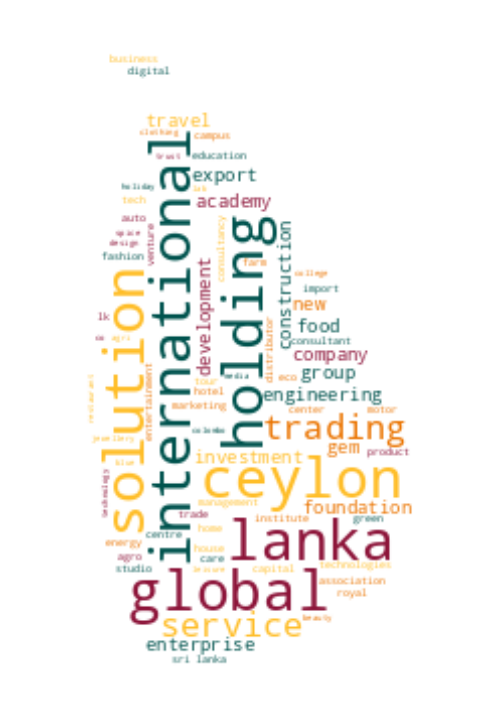 business
digital
travel
clothing
campus
trust
education
international
holiday
export
tech
academy
auto
spice
design
venture
consultancy
holding
construction
fashion
farm
college
development
import
solution
new
lk
food
distributor
co
agri
consultant
company
tour
media
eco
group
restaurant
entertainment
hotel
engineering
marketing
center
motor
trading
colombo
jewellery
gem
product
investment
blue
ceylon
technology
management
foundation
trade
institute
green
lanka
centre
home
energy
house
agro
care
technologies
studio
leisure
capital
global
association
royal
service
beauty
enterprise
sri lanka